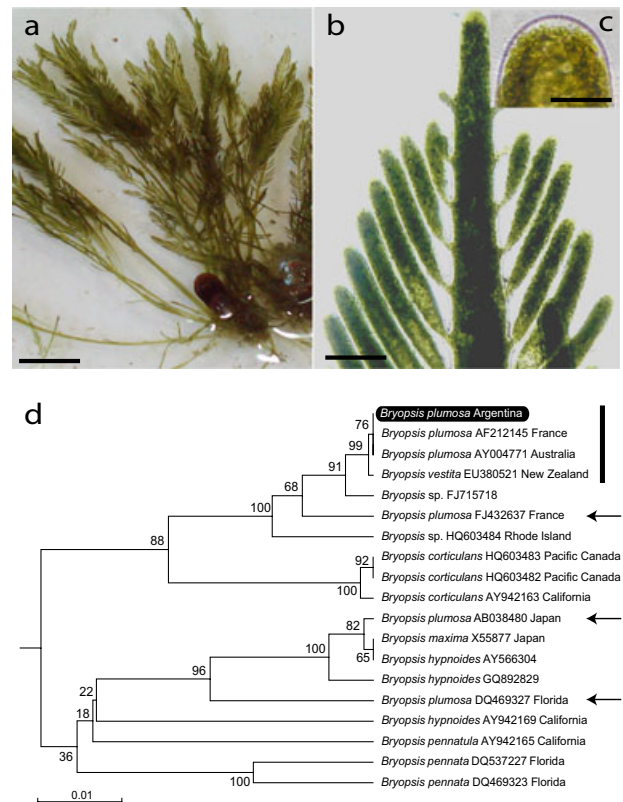 a
b
c
d
Bryopsis plumosa Argentina
76
Bryopsis plumosa AF212145 France
99
Bryopsis plumosa AY004771 Australia
91
Bryopsis vestita EU380521 New Zealand
68
Bryopsis sp. FJ715718
100
Bryopsis plumosa FJ432637 France
88
Bryopsis sp. HQ603484 Rhode Island
92
Bryopsis corticulans HQ603483 Pacific Canada
Bryopsis corticulans HQ603482 Pacific Canada
100
Bryopsis corticulans AY942163 California
82
Bryopsis plumosa AB038480 Japan
100
Bryopsis maxima X55877 Japan
65
Bryopsis hypnoides AY566304
96
Bryopsis hypnoides GQ892829
22
Bryopsis plumosa DQ469327 Florida
18
Bryopsis hypnoides AY942169 California
36
Bryopsis pennatula AY942165 California
Bryopsis pennata DQ537227 Florida
100
Bryopsis pennata DQ469323 Florida
0.01